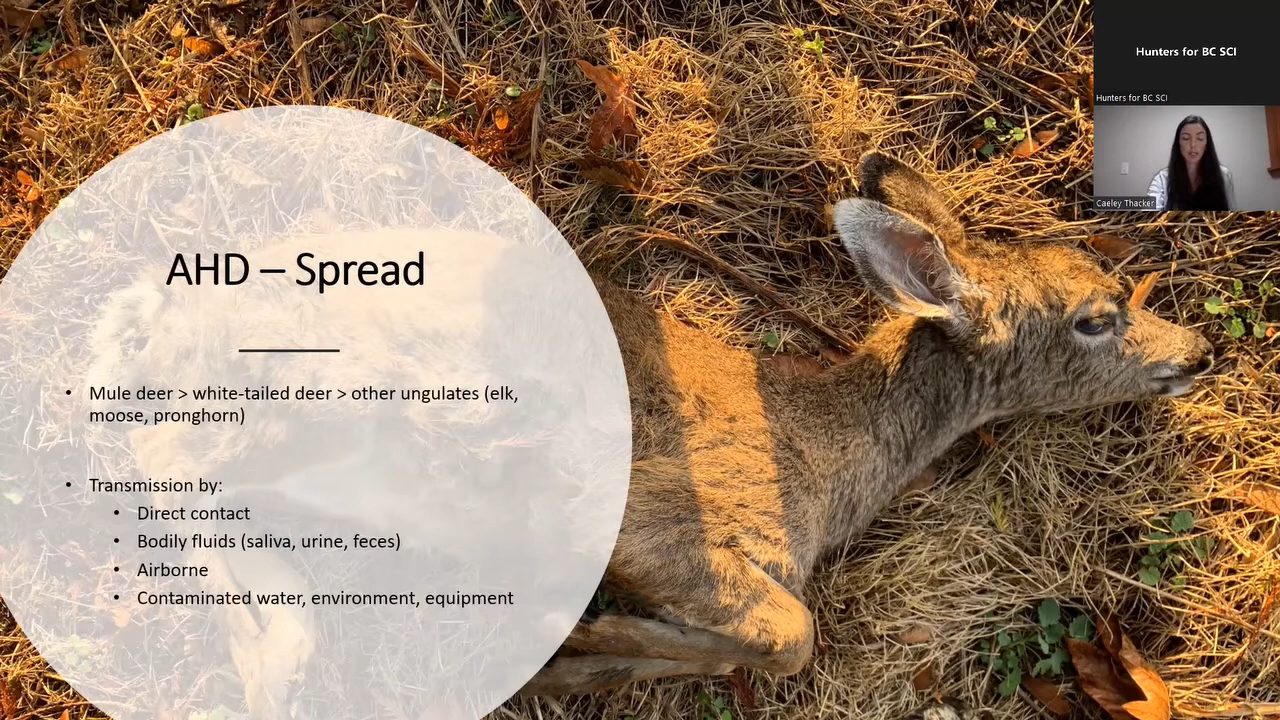 Hunters for BC SCI
Hunters for BC SCI
Caeley Thacker
AHD – Spread
• Mule deer > white-tailed deer > other ungulates (elk,
moose, pronghorn)
• Transmission by:
• Direct contact
• Bodily fluids (saliva, urine, feces)
• Airborne
• Contaminated water, environment, equipment